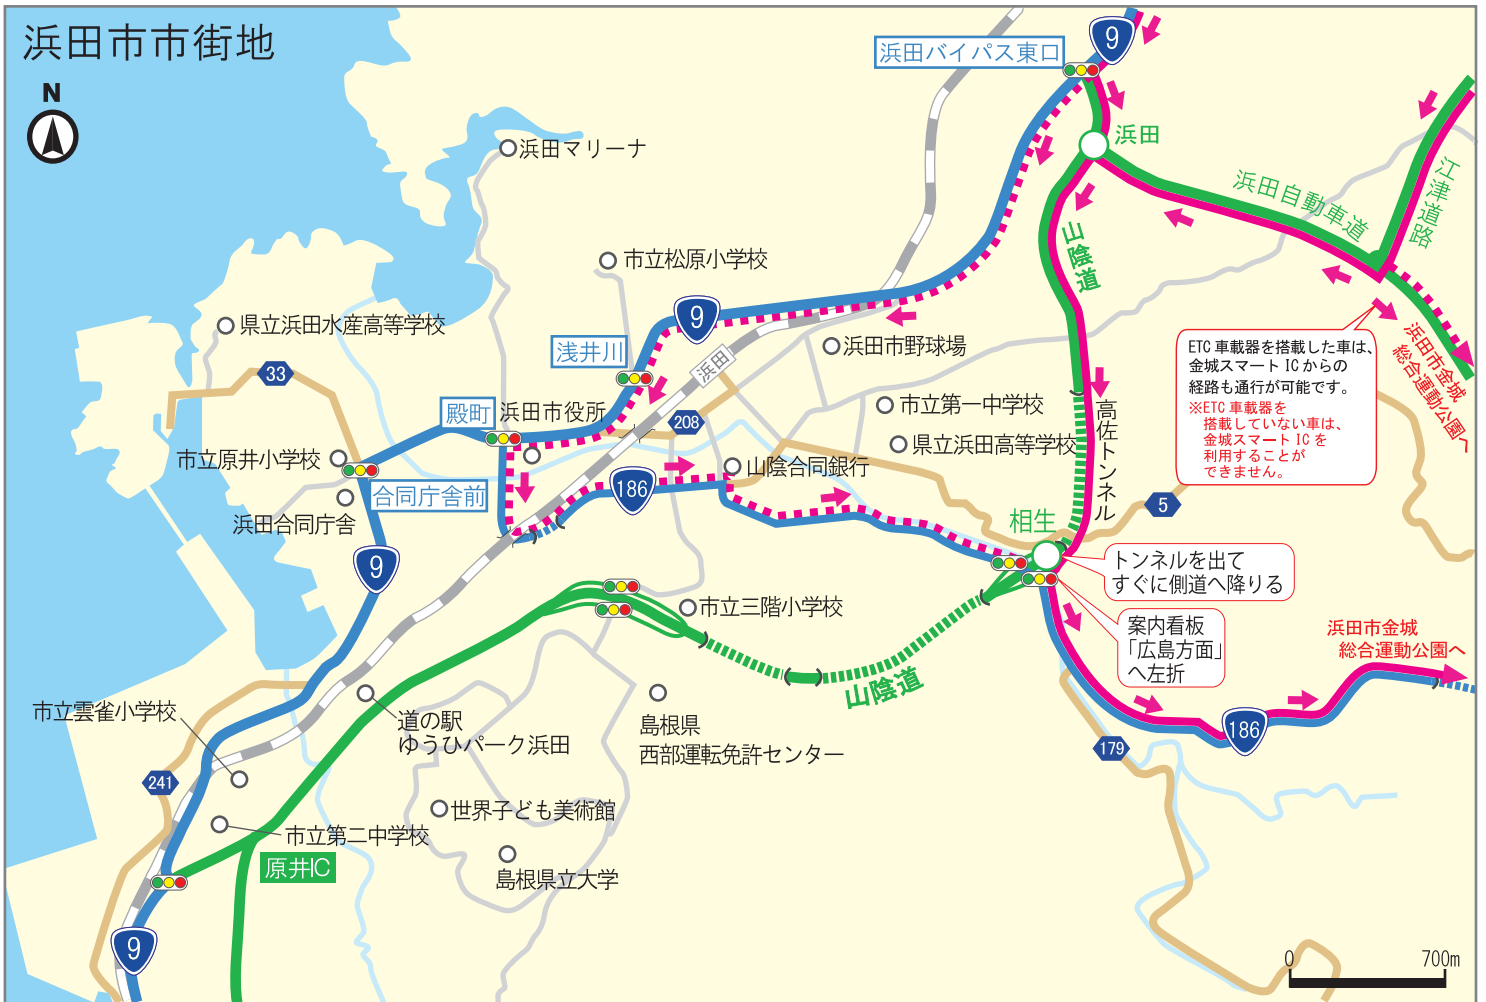 浜田市市街地
N
浜田バイパス東口
9
浜田
浜田自動車道
江津道路
浜田マリーナ
山陰道
市立松原小学校
県立浜田水産高等学校
9
浅井川
浜田
浜田市野球場
33
殿町
浜田市役所
208
市立第一中学校
県立浜田高等学校
高佐トンネル
ETC 車載器を搭載した車は、
金城スマート ICからの
経路も通行が可能です。
※ETC 車載器を
搭載していない車は、
金城スマート ICを
利用することが
できません。
浜田市金城
総合運動公園へ
市立原井小学校
合同庁舎前
浜田合同庁舎
186
山陰合同銀行
5
相生
9
トンネルを出て
すぐに側道へ降りる
案内看板
「広島方面」
へ左折
浜田市金城
総合運動公園へ
市立三階小学校
山陰道
186
179
市立雲雀小学校
道の駅
ゆうひパーク浜田
島根県
西部運転免許センター
241
世界子ども美術館
市立第二中学校
原井IC
島根県立大学
9
0
700m